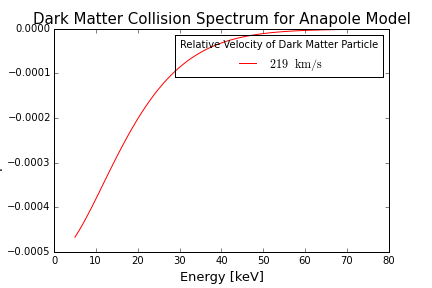 Dark Matter Collision Spectrum for Anapole Model
0.0000
−0.0001
−0.0002
−0.0003
−0.0004
−0.0005
Relative Velocity of Dark Matter Particle
219 km/s
0 10 20 30 40 50 60 70 80
Energy [keV]